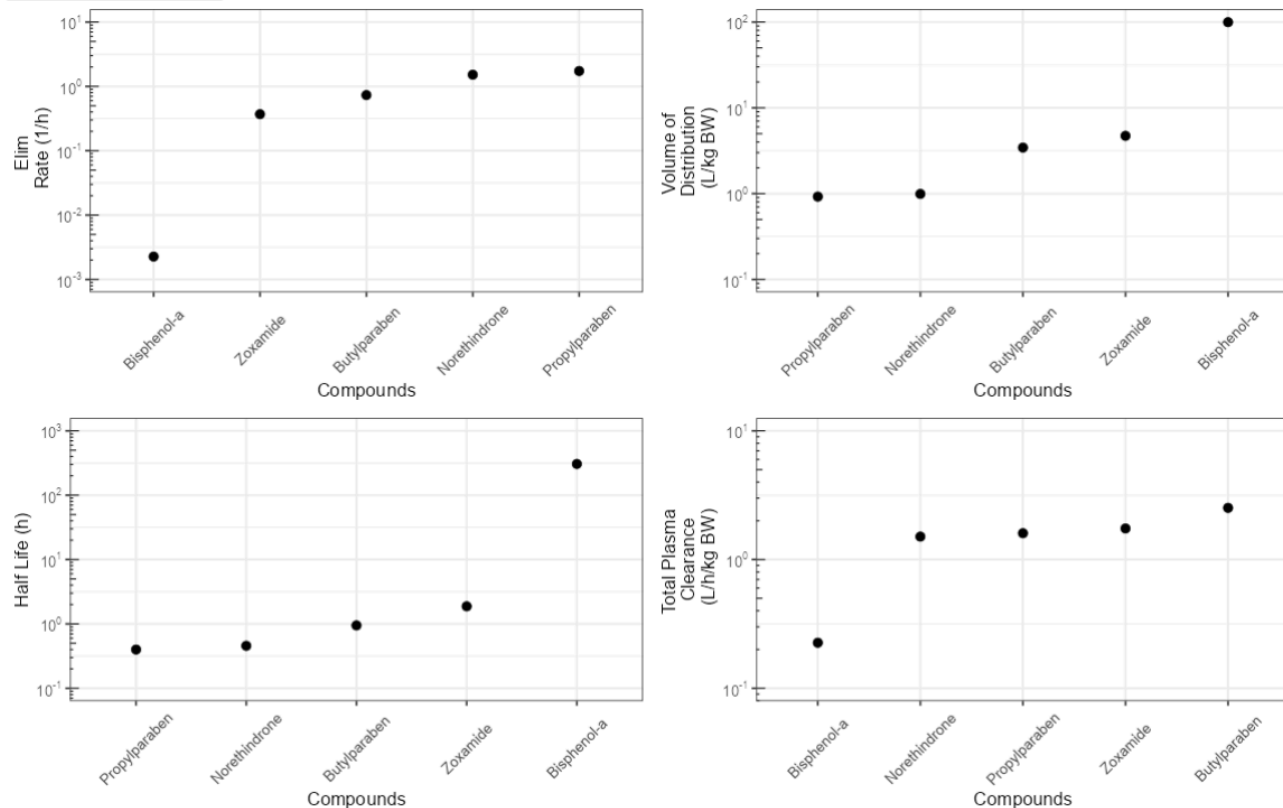 Elim
Rate (1/h)
10¹
10⁰
10⁻¹
10⁻²
10⁻³
Bisphenol-a
Zoxamide
Butylparaben
Norethindrone
Propylparaben
Compounds
Volume of
Distribution
(L/kg BW)
10²
10¹
10⁰
10⁻¹
Propylparaben
Norethindrone
Butylparaben
Zoxamide
Bisphenol-a
Compounds
Half Life (h)
10³
10²
10¹
10⁰
10⁻¹
Propylparaben
Norethindrone
Butylparaben
Zoxamide
Bisphenol-a
Compounds
Total Plasma
Clearance
(L/h/kg BW)
10¹
10⁰
10⁻¹
Bisphenol-a
Norethindrone
Propylparaben
Zoxamide
Butylparaben
Compounds